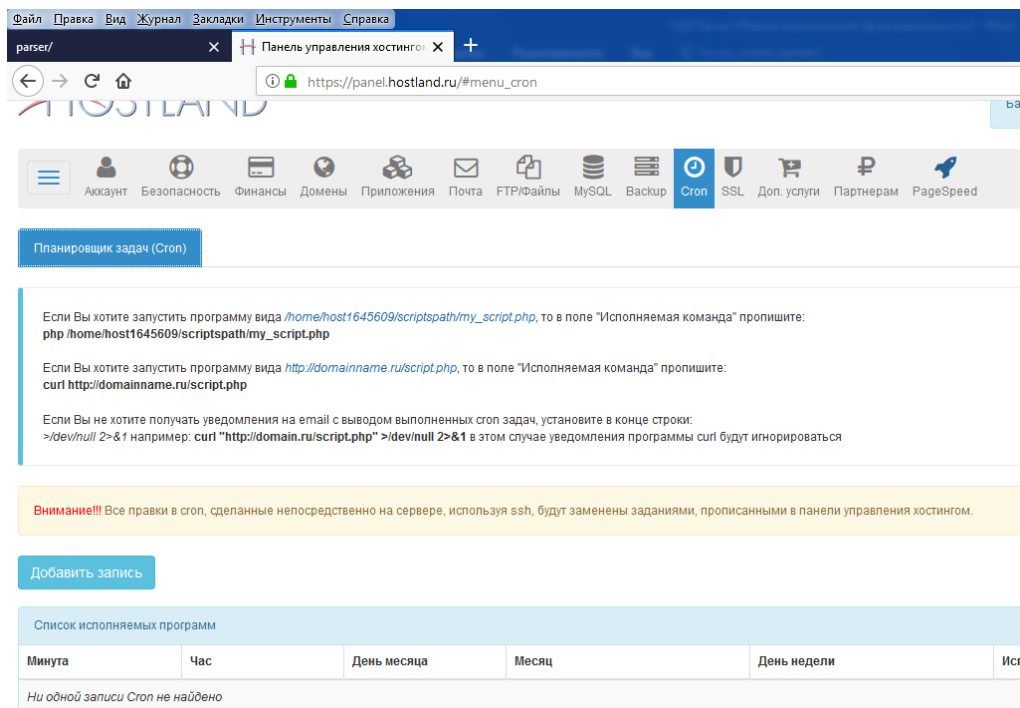 Файл Правка Вид Журнал Закладки Инструменты Справка
parser/
Панель управления хостинго
https://panel.hostland.ru/#menu_cron
HOSTLAND
Ба
Аккаунт Безопасность Финансы Домены Приложения Почта FTP/Файлы MySQL Backup Cron SSL Доп. услуги Партнерам PageSpeed
Планировщик задач (Cron)
Если Вы хотите запустить программу вида /home/host1645609/scriptspath/my_script.php, то в поле "Исполняемая команда" пропишите:
php /home/host1645609/scriptspath/my_script.php
Если Вы хотите запустить программу вида http://domainname.ru/script.php, то в поле "Исполняемая команда" пропишите:
curl http://domainname.ru/script.php
Если Вы не хотите получать уведомления на email с выводом выполненных cron задач, установите в конце строки:
>/dev/null 2>&1 например: curl "http://domain.ru/script.php" >/dev/null 2>&1 в этом случае уведомления программы curl будут игнорироваться
Внимание!!! Все правки в cron, сделанные непосредственно на сервере, используя ssh, будут заменены заданиями, прописанными в панели управления хостингом.
Добавить запись
Список исполняемых программ
Минута Час День месяца Месяц День недели Исп
Ни одной записи Cron не найдено